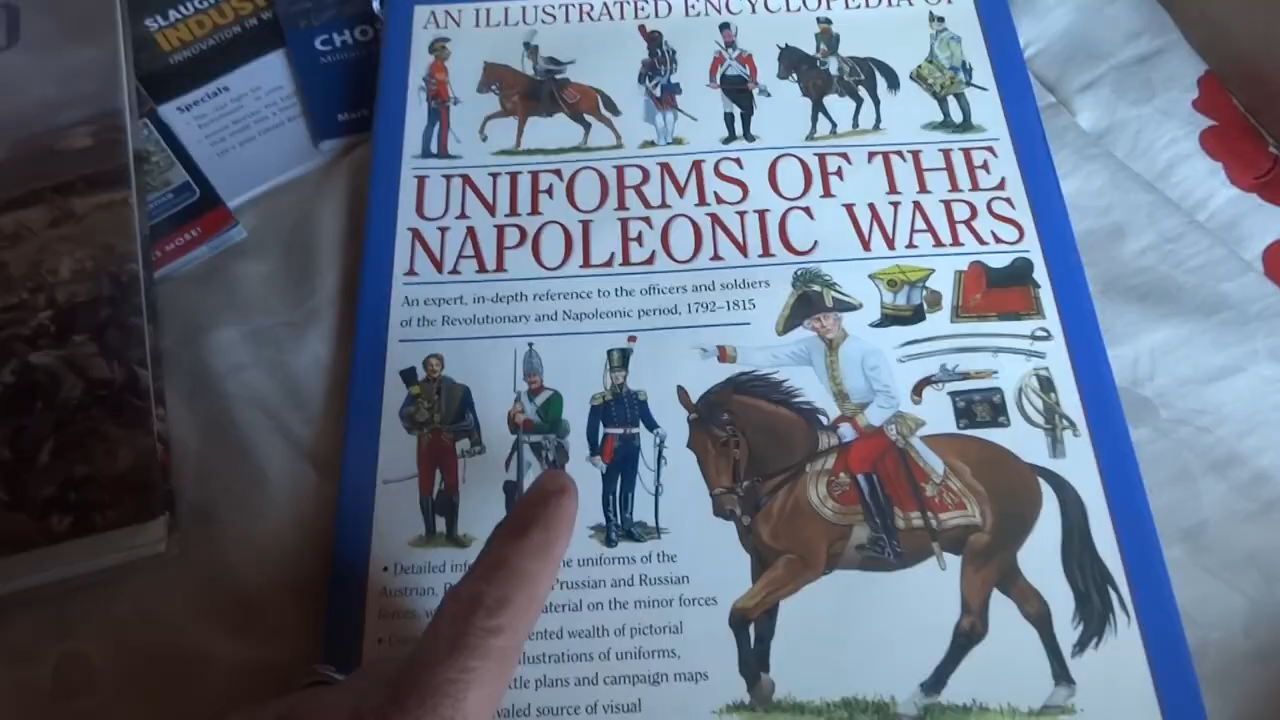 SLAUGH
INDUS
INNOVATION IN W
Specials
CHO
Mark
S MORE!
AN ILLUSTRATED ENCYCLOPEDIA OF
UNIFORMS OF THE
NAPOLEONIC WARS
An expert, in-depth reference to the officers and soldiers
of the Revolutionary and Napoleonic period, 1792–1815
• Detailed inf he uniforms of the
Austrian, Prussian and Russian
forces, w aterial on the minor forces
ented wealth of pictorial
llustrations of uniforms,
ttle plans and campaign maps
valed source of visual